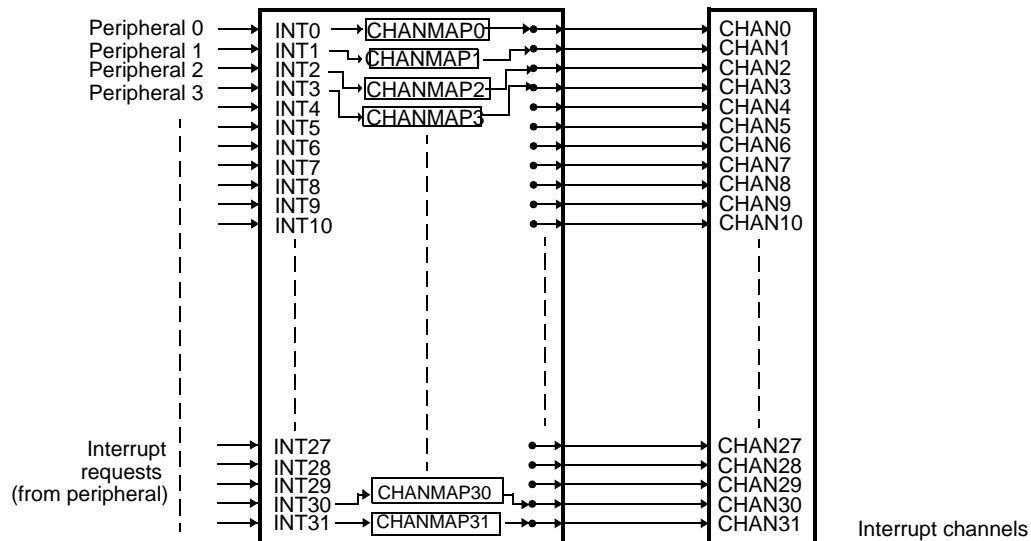 Peripheral 0 INT0 CHANMAP0 CHAN0
Peripheral 1 INT1 CHANMAP1 CHAN1
Peripheral 2 INT2 CHANMAP2 CHAN2
Peripheral 3 INT3 CHANMAP3 CHAN3
INT4 CHAN4
INT5 CHAN5
INT6 CHAN6
INT7 CHAN7
INT8 CHAN8
INT9 CHAN9
INT10 CHAN10
Interrupt
requests
(from peripheral)
INT27 CHAN27
INT28 CHAN28
INT29 CHAN29
INT30 CHANMAP30 CHAN30
INT31 CHANMAP31 CHAN31
Interrupt channels